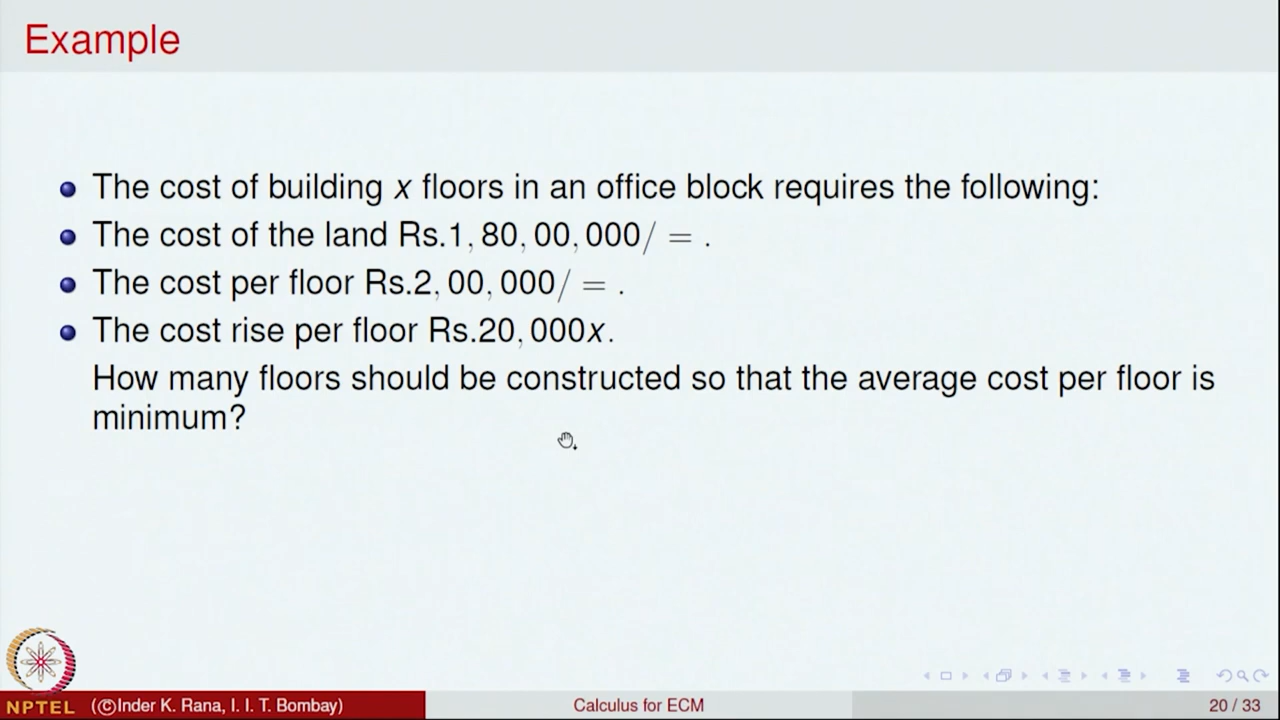 Example
The cost of building x floors in an office block requires the following:
The cost of the land Rs.1, 80, 00, 000/ = .
The cost per floor Rs.2, 00, 000/ = .
The cost rise per floor Rs.20, 000x.
How many floors should be constructed so that the average cost per floor is
minimum?
NPTEL
(©Inder K. Rana, I. I. T. Bombay)
Calculus for ECM
20 / 33